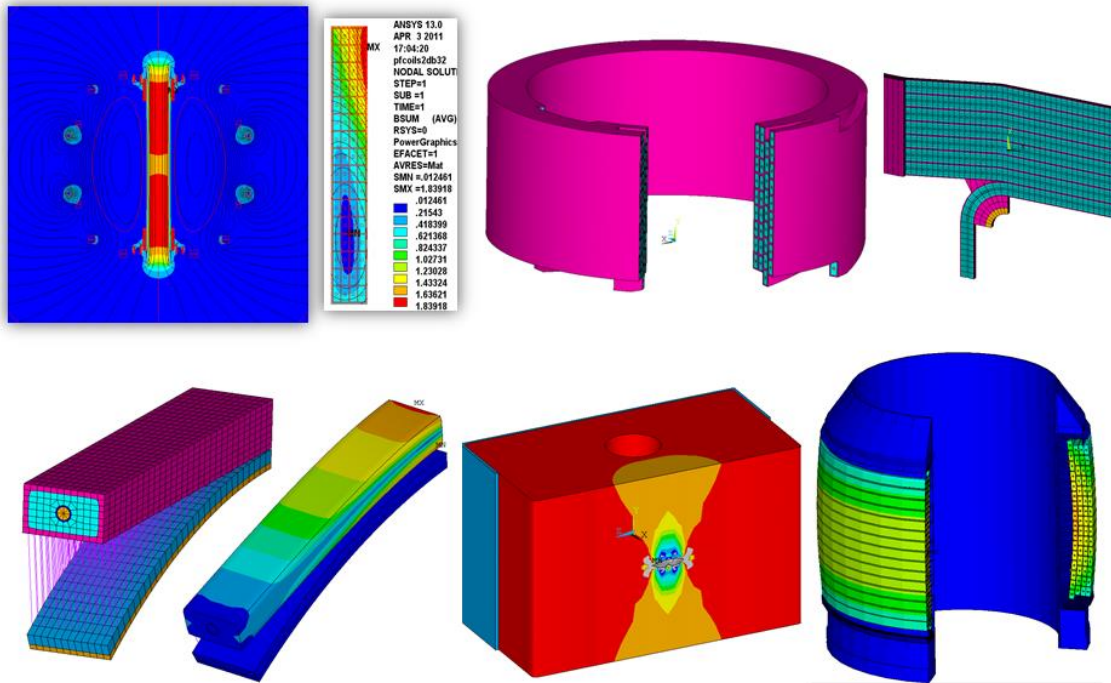 ANSYS 13.0
APR 3 2011
17:04:20
pfcoils2db32
NODAL SOLUTI
STEP=1
SUB =1
TIME=1
BSUM (AVG)
RSYS=0
PowerGraphics
EFACET=1
AVRES=Mat
SMN =.012461
SMX =1.83918
.012461
.21543
.418399
.621368
.824337
1.02731
1.23028
1.43324
1.63621
1.83918
MX
MX
Y
X